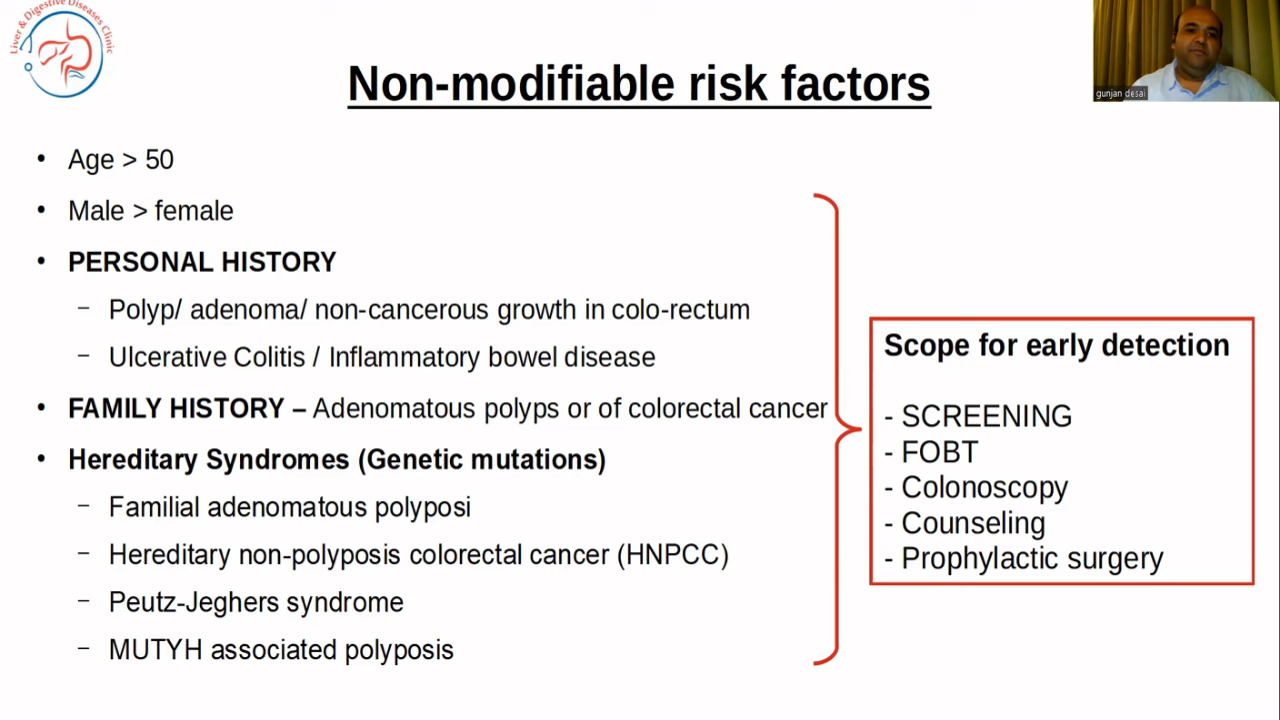 Liver & Digestive Diseases Clinic
Non-modifiable risk factors
gunjan desai
• Age > 50
• Male > female
• PERSONAL HISTORY
– Polyp/ adenoma/ non-cancerous growth in colo-rectum
– Ulcerative Colitis / Inflammatory bowel disease
• FAMILY HISTORY – Adenomatous polyps or of colorectal cancer
• Hereditary Syndromes (Genetic mutations)
– Familial adenomatous polyposi
– Hereditary non-polyposis colorectal cancer (HNPCC)
– Peutz-Jeghers syndrome
– MUTYH associated polyposis
Scope for early detection
- SCREENING
- FOBT
- Colonoscopy
- Counseling
- Prophylactic surgery